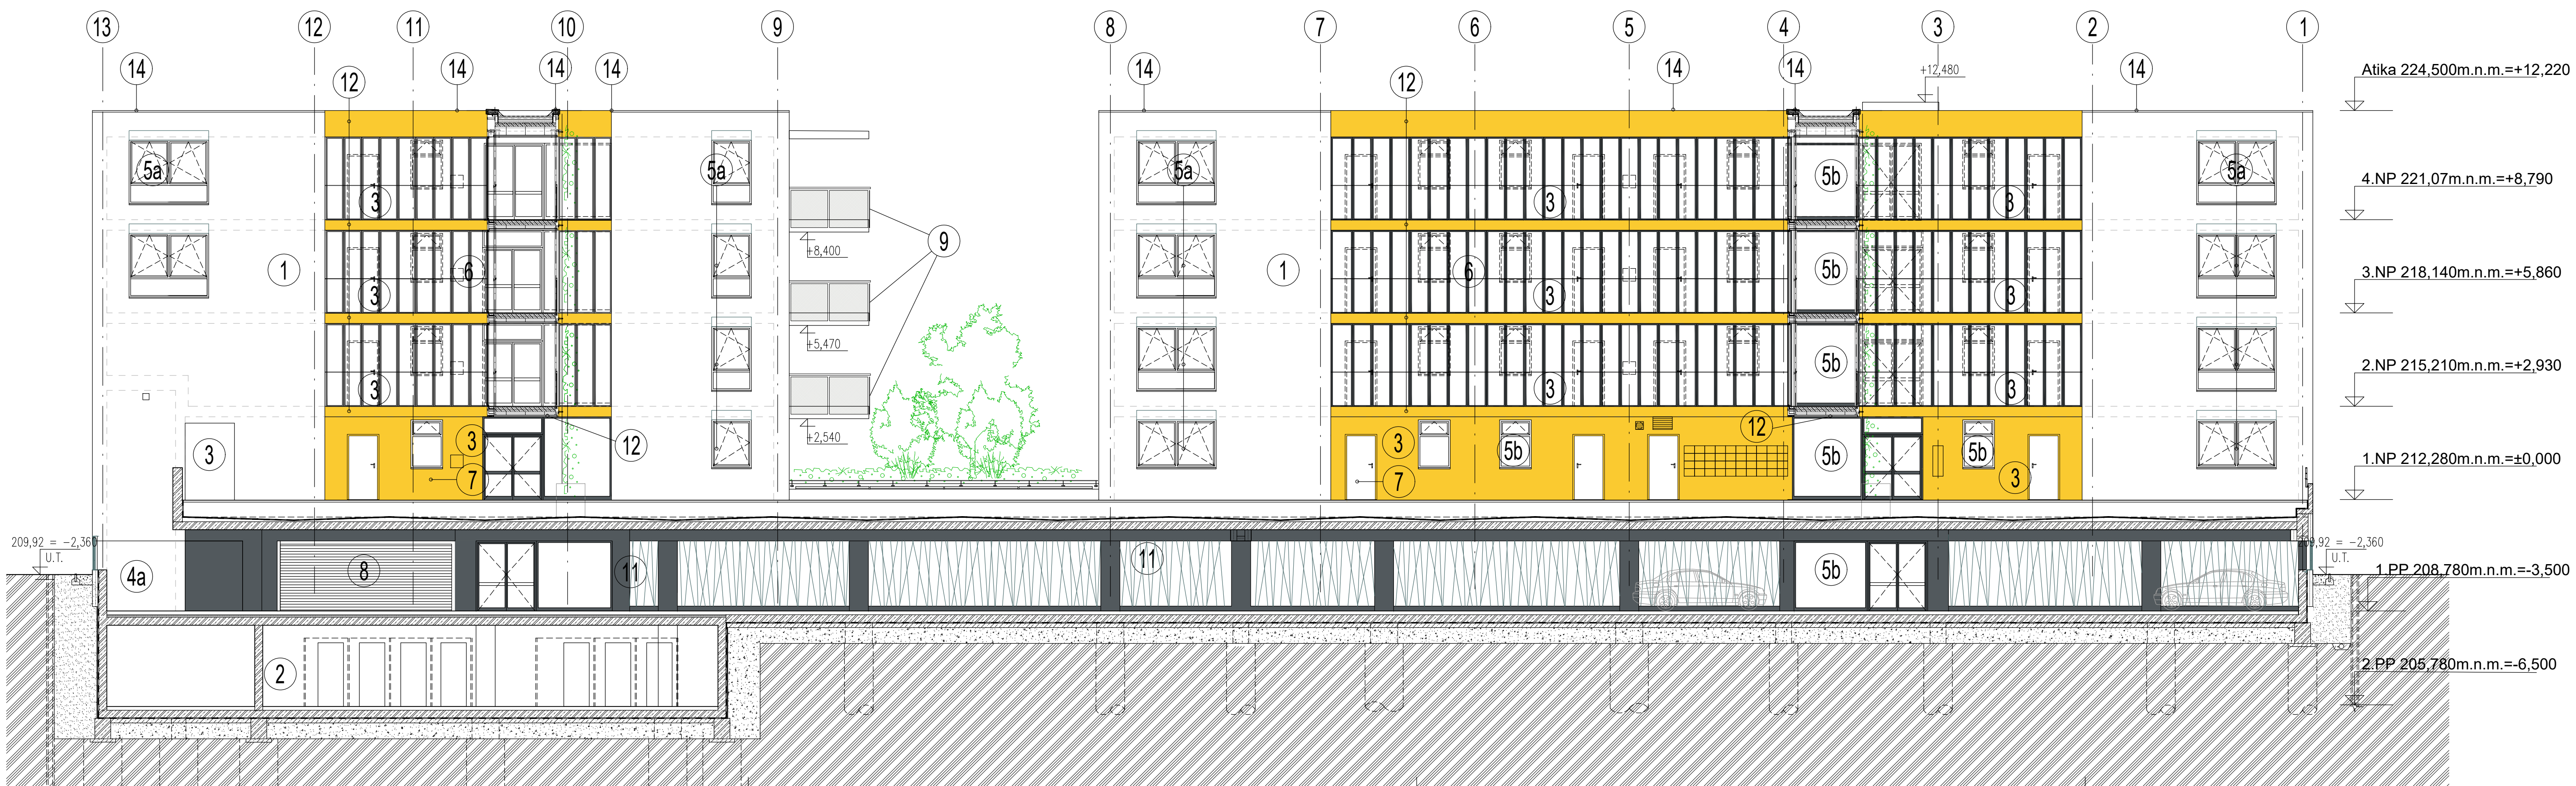 13 12 11 10 9 8 7 6 5 4 3 2 1
14 12 14 14 14 14 12 14 14 +12,480 14
Atika 224,500m.n.m.=+12,220
5a 3 5a 5a 3 5b 3 5a
4.NP 221,07m.n.m.=+8,790
9
+8,400
1 3 6 1 6 3 5b 3
3.NP 218,140m.n.m.=+5,860
+5,470
3 3 5b 3
2.NP 215,210m.n.m.=+2,930
+2,540
3 3 12 3 5b 12 5b 5b
1.NP 212,280m.n.m.=±0,000
7 7 3
209,92 = -2,360
U.T.
4a 8 11 11 5b
09,92 = -2,360
U.T.
1.PP 208,780m.n.m.=-3,500
2
2.PP 205,780m.n.m.=-6,500